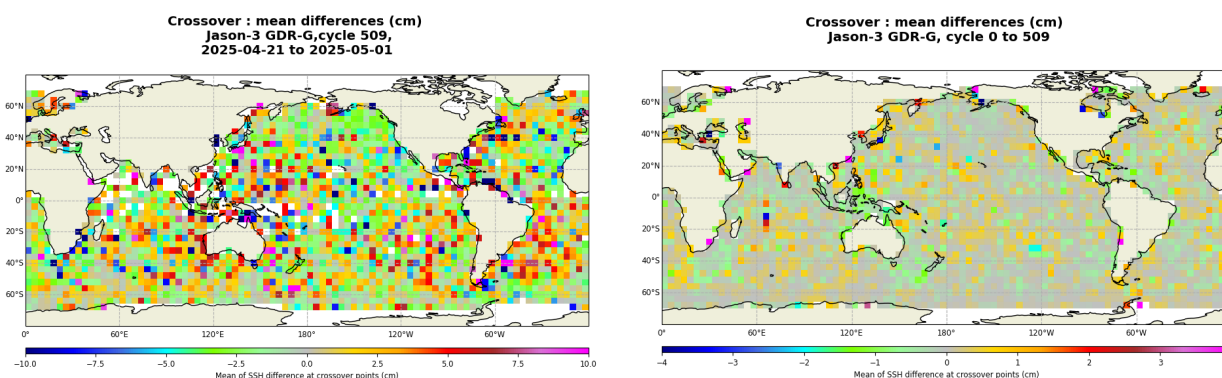 Crossover : mean differences (cm)
Jason-3 GDR-G,cycle 509,
2025-04-21 to 2025-05-01
60°N
40°N
20°N
0°
20°S
40°S
60°S
0°
60°E
120°E
180°
120°W
60°W
-10.0
-7.5
-5.0
-2.5
0.0
2.5
5.0
7.5
10.0
Mean of SSH difference at crossover points (cm)
Crossover : mean differences (cm)
Jason-3 GDR-G, cycle 0 to 509
60°N
40°N
20°N
0°
20°S
40°S
60°S
0°
60°E
120°E
180°
120°W
60°W
-4
-3
-2
-1
0
1
2
3
Mean of SSH difference at crossover points (cm)